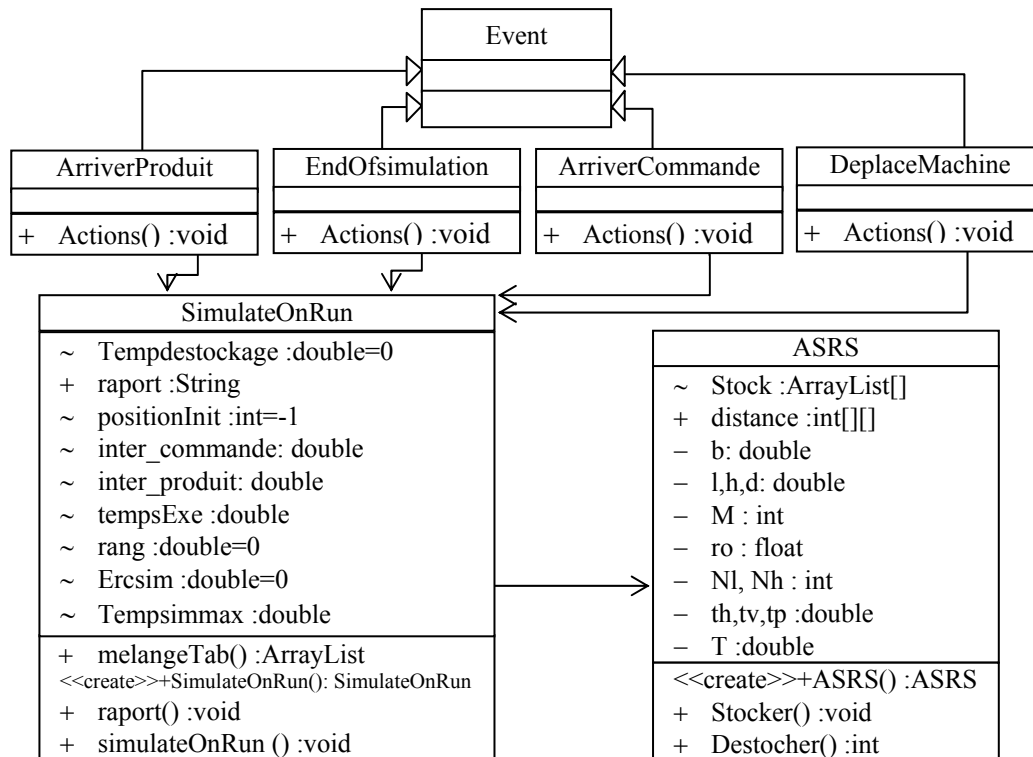 Event
ArriverProduit
+ Actions() :void
EndOfsimulation
+ Actions() :void
ArriverCommande
+ Actions() :void
DeplaceMachine
+ Actions() :void
SimulateOnRun
~ Tempdestockage :double=0
+ raport :String
~ positionInit :int=-1
~ inter_commande: double
~ inter_produit: double
~ tempsExe :double
~ rang :double=0
~ Ercsim :double=0
~ Tempsimmax :double
+ melangeTab() :ArrayList
<<create>>+SimulateOnRun(): SimulateOnRun
+ raport() :void
+ simulateOnRun () :void
ASRS
~ Stock :ArrayList[]
+ distance :int[][]
− b: double
− l,h,d: double
− M : int
− ro : float
− Nl, Nh : int
− th,tv,tp :double
− T :double
<<create>>+ASRS() :ASRS
+ Stocker() :void
+ Destocher() :int